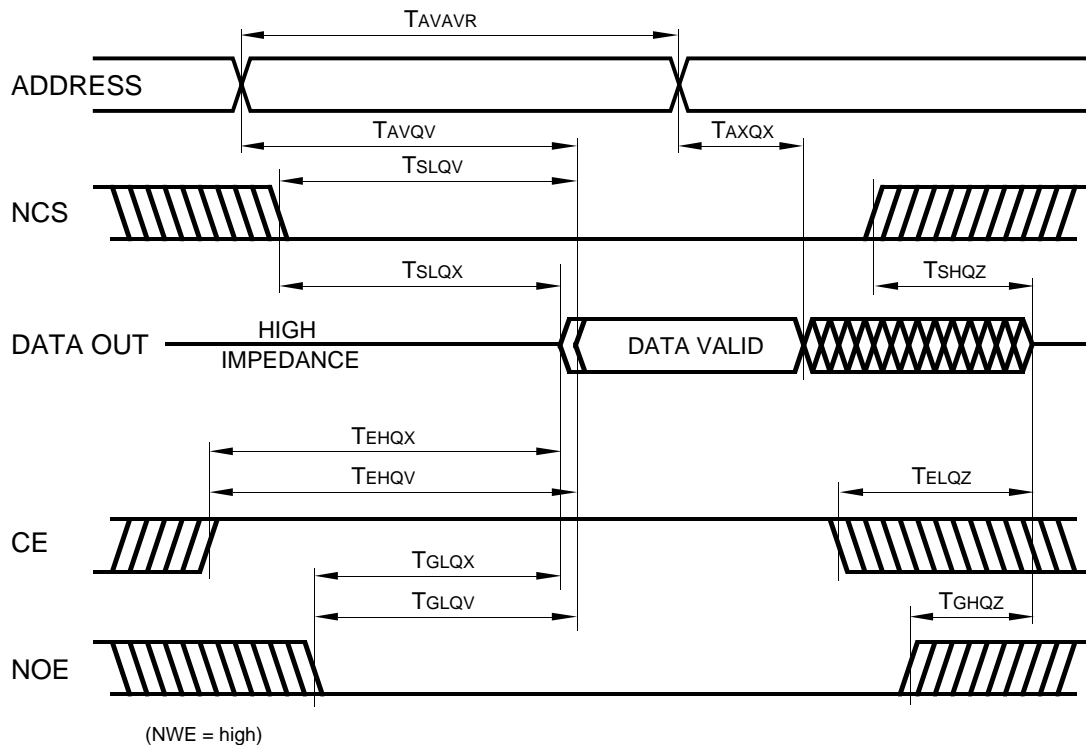 TAVAVR
ADDRESS
TAVQV
TAXQX
TSLQV
NCS
TSLQX
TSHQZ
DATA OUT
HIGH
IMPEDANCE
DATA VALID
TEHQX
TEHQV
TELQZ
CE
TGLQX
TGLQV
TGHQZ
NOE
(NWE = high)